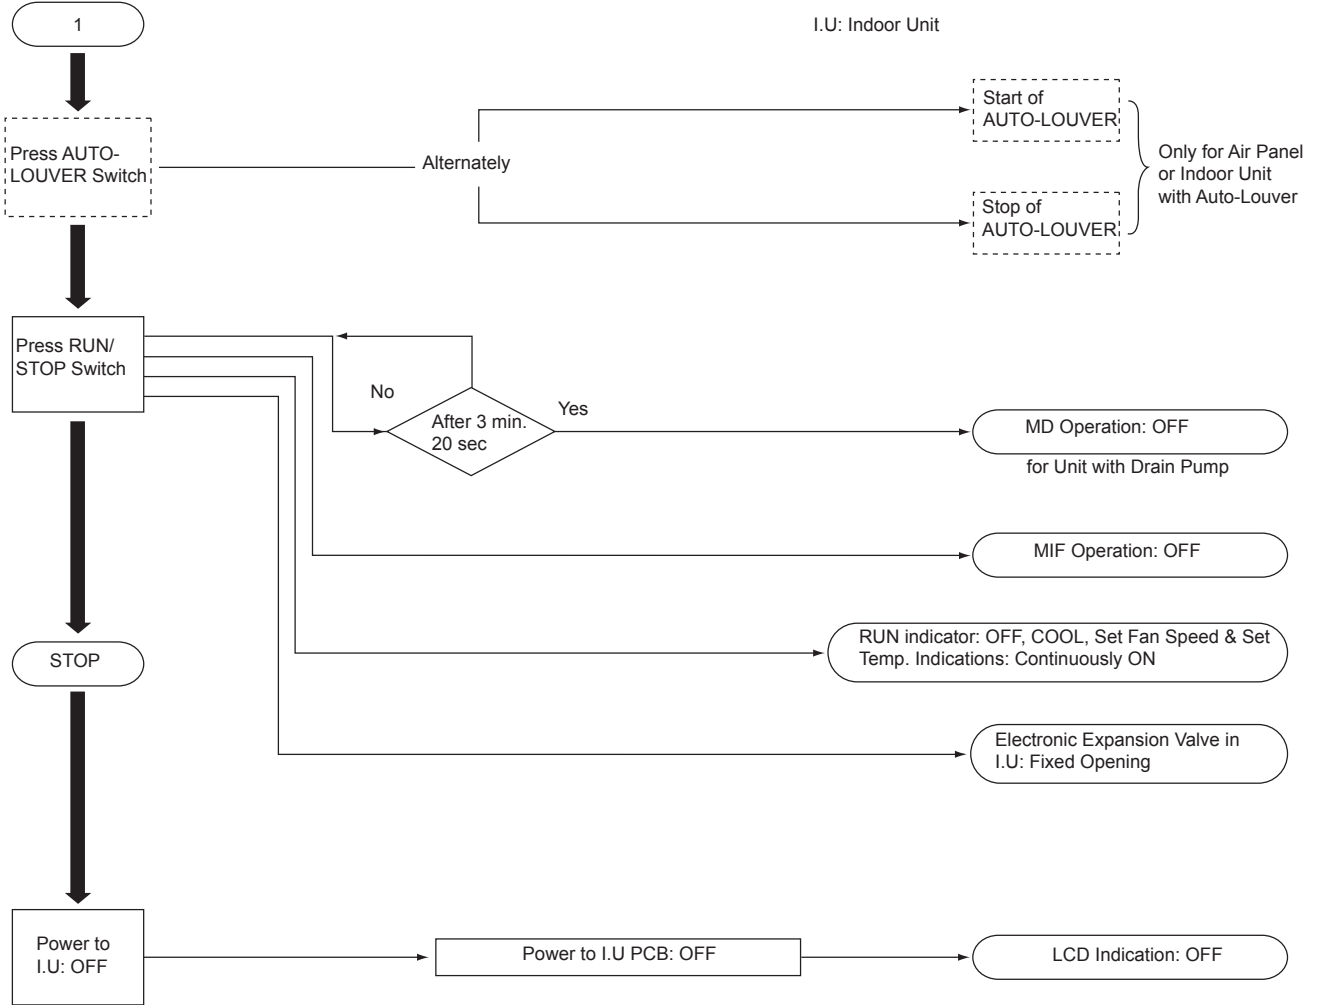 1
I.U: Indoor Unit
Start of
AUTO-LOUVER
Press AUTO-
LOUVER Switch
Alternately
Only for Air Panel
or Indoor Unit
with Auto-Louver
Stop of
AUTO-LOUVER
Press RUN/
STOP Switch
No
After 3 min.
20 sec
Yes
MD Operation: OFF
for Unit with Drain Pump
MIF Operation: OFF
RUN indicator: OFF, COOL, Set Fan Speed & Set
Temp. Indications: Continuously ON
STOP
Electronic Expansion Valve in
I.U: Fixed Opening
Power to
I.U: OFF
Power to I.U PCB: OFF
LCD Indication: OFF